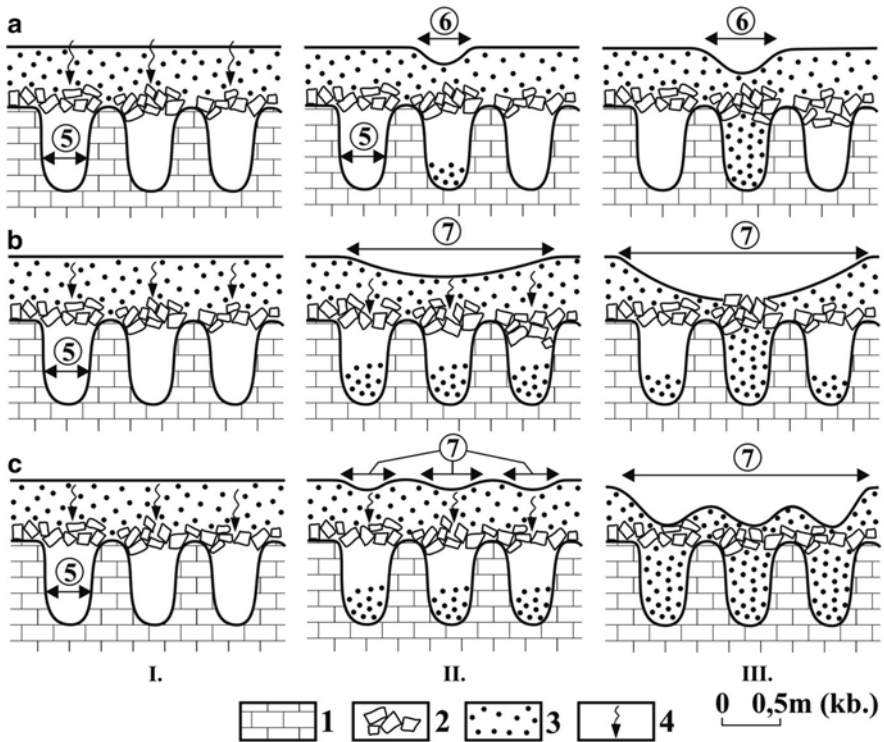 a
⑥ ⑥
⑤ ⑤
b
⑦ ⑦
⑤
c
⑦ ⑦
⑤
I. II. III.
1 2 3 4 0 0,5m (kb.)